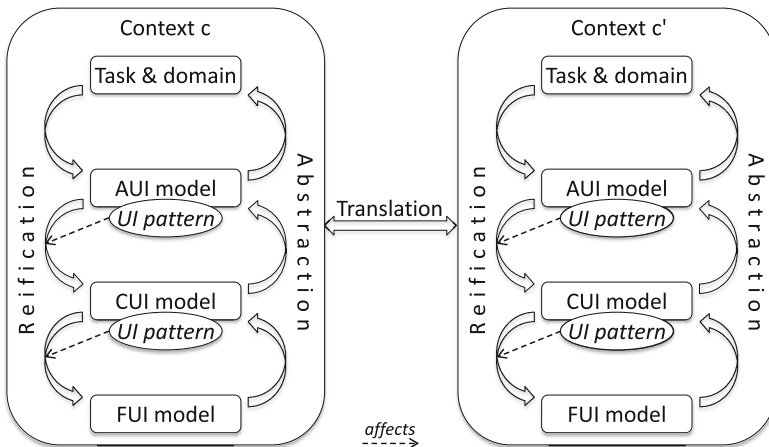 Context c
Task & domain
Reification
Abstraction
AUI model
UI pattern
CUI model
UI pattern
FUI model
Translation
affects
Context c'
Task & domain
Reification
Abstraction
AUI model
UI pattern
CUI model
UI pattern
FUI model